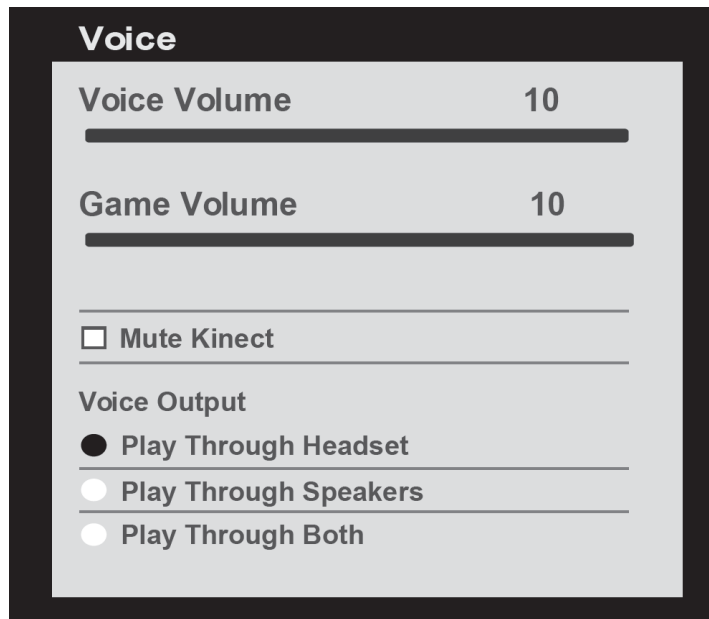 Voice
Voice Volume 10
Game Volume 10
Mute Kinect
Voice Output
Play Through Headset
Play Through Speakers
Play Through Both